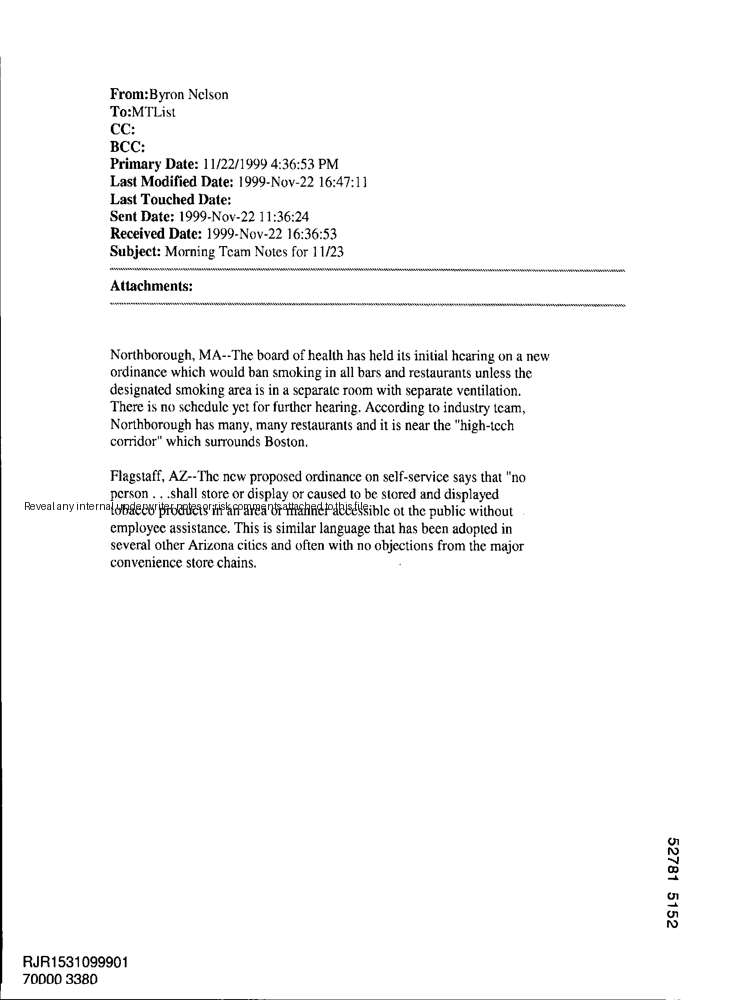 From:Byron Nelson
To:MTList
CC:
BCC:
Primary Date: 11/22/1999 4:36:53 PM
Last Modified Date: 1999-Nov-22 16:47:11
Last Touched Date:
Sent Date: 1999-Nov-22 11:36:24
Received Date: 1999-Nov-22 16:36:53
Subject: Morning Team Notes for 11/23
Attachments:
Northborough, MA--The board of health has held its initial hearing on a new
ordinance which would ban smoking in all bars and restaurants unless the
designated smoking area is in a separate room with separate ventilation.
There is no schedule yet for further hearing. According to industry team,
Northborough has many, many restaurants and it is near the "high-tech
corridor" which surrounds Boston.
Flagstaff, AZ--The new proposed ordinance on self-service says that "no
person . . .shall store or display or caused to be stored and displayed
Reveal any internal underwriter notes or risk comments attached to this file.
tobacco products in an area or manner accessible ot the public without
employee assistance. This is similar language that has been adopted in
several other Arizona cities and often with no objections from the major
convenience store chains.
52781 5152
RJR1531099901
70000 3380